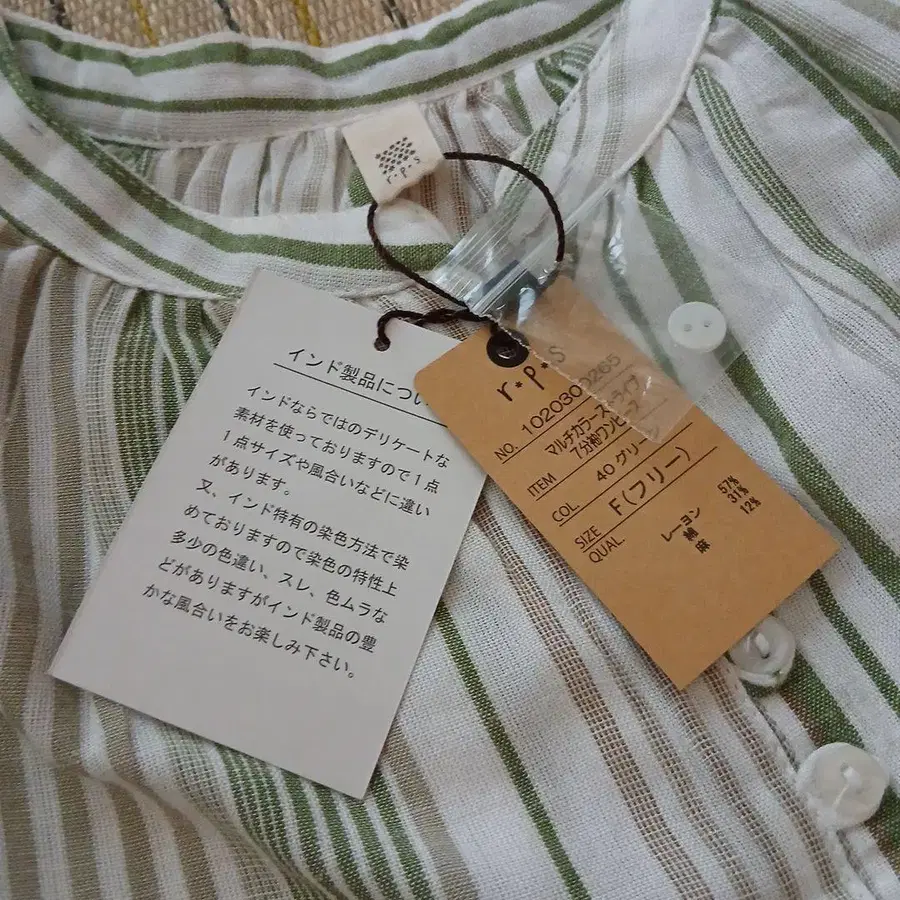 r・p・s
インド製品につい
インドならではのデリケートな
素材を使っておりますので1点
1点サイズや風合いなどに違い
があります。
又、インド特有の染色方法で染
めておりますので染色の特性上
多少の色違い、スレ、色ムラな
どがありますがインド製品の豊
かな風合いをお楽しみ下さい。
r・p・s
NO. 1020300265
ITEM マルチカラーストライプ
7分袖ワンピース
COL. 40 グリー
SIZE F(フリー)
QUAL. レーヨン 57%
綿 31%
麻 12%